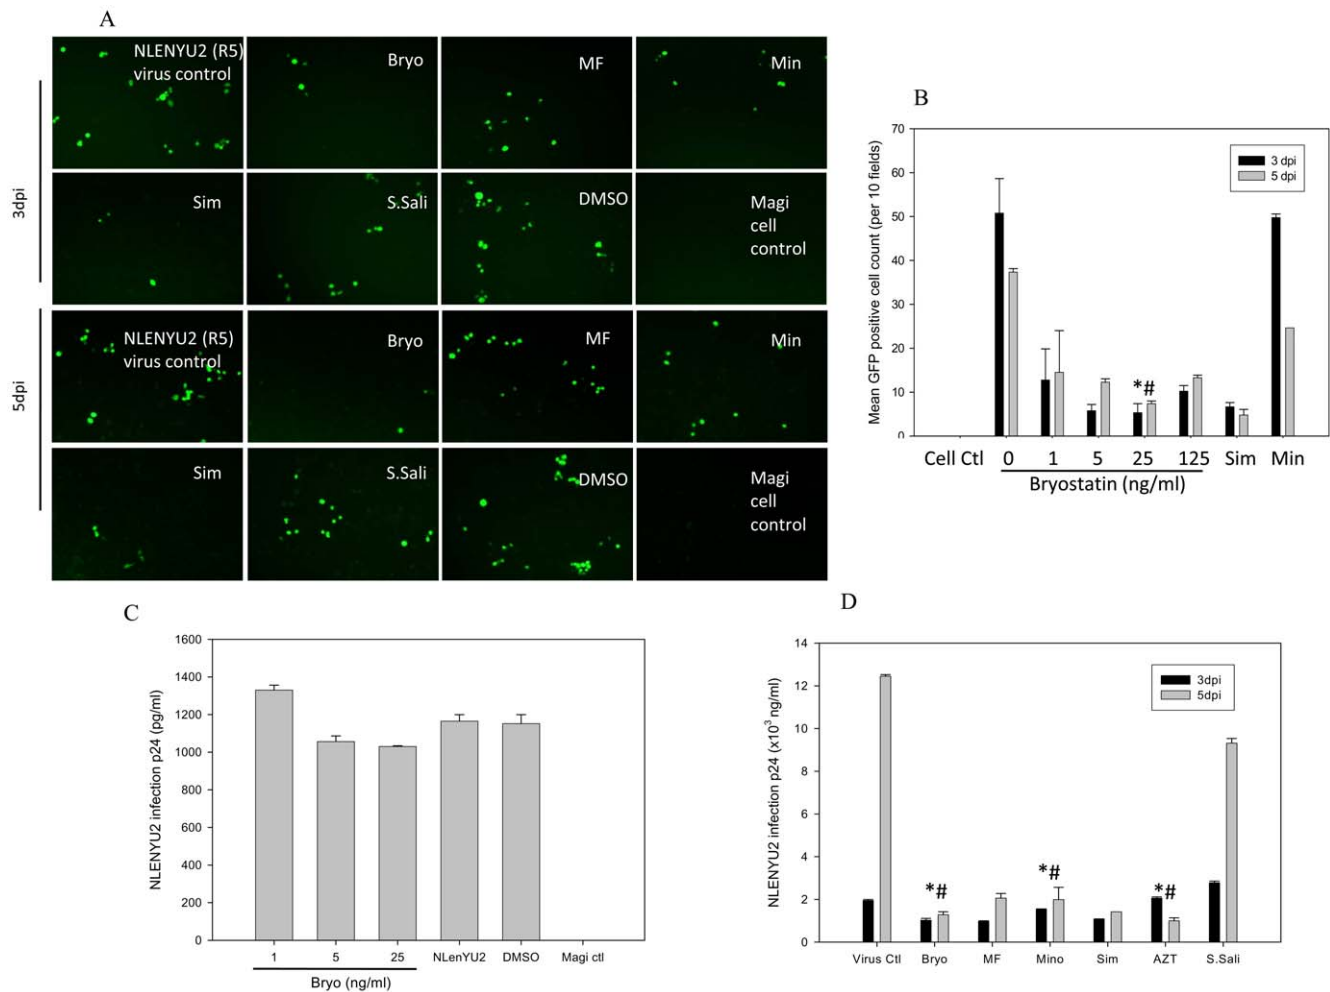 A
NLENYU2 (R5)
virus control
Bryo
MF
Min
3dpi
Sim
S.Sali
DMSO
Magi
cell
control
5dpi
NLENYU2 (R5)
virus control
Bryo
MF
Min
Sim
S.Sali
DMSO
Magi
cell
control
B
Mean GFP positive cell count (per 10 fields)
70
60
50
40
30
20
10
0
3 dpi
5 dpi
*#
Cell Ctl 0 1 5 25 125 Sim Min
Bryostatin (ng/ml)
C
NLENYU2 infection p24 (pg/ml)
1600
1400
1200
1000
800
600
400
200
0
1 5 25 NLenYU2 DMSO Magi ctl
Bryo (ng/ml)
D
NLENYU2 infection p24 (x10³ ng/ml)
14
12
10
8
6
4
2
0
3dpi
5dpi
*# *# *#
Virus Ctl Bryo MF Mino Sim AZT S.Sali